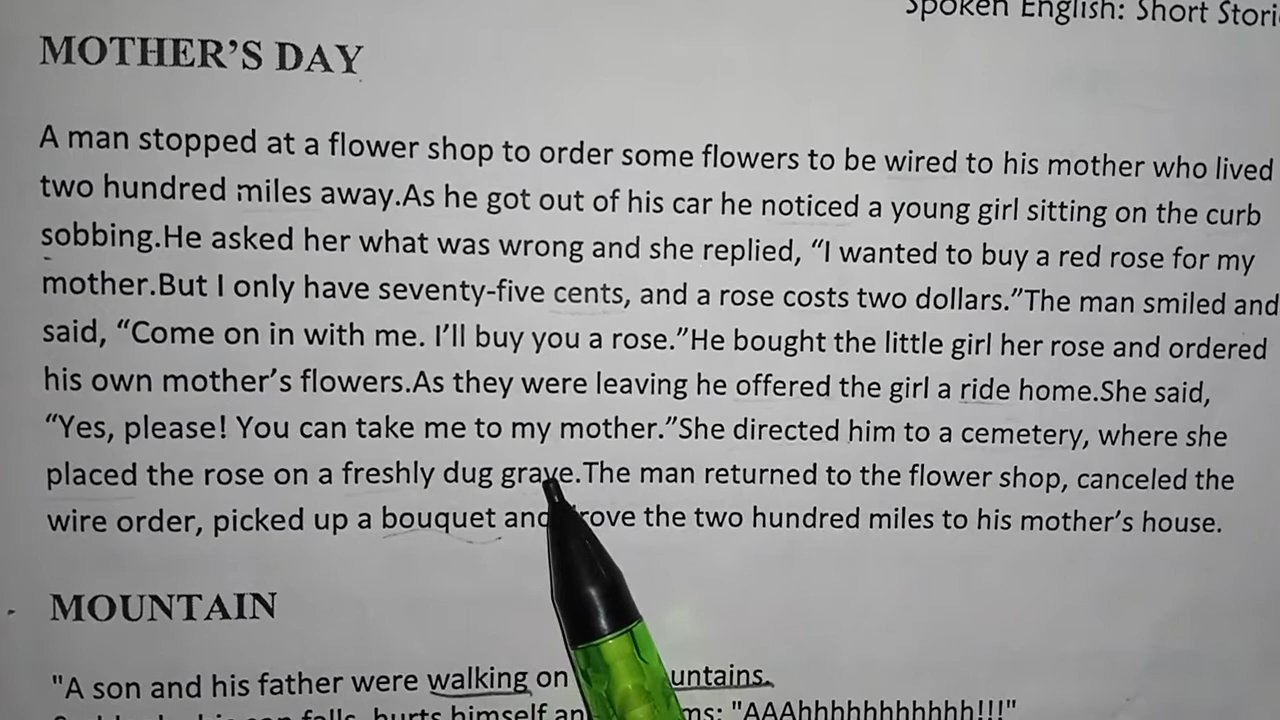 Spoken English: Short Stori
MOTHER'S DAY
A man stopped at a flower shop to order some flowers to be wired to his mother who lived
two hundred miles away.As he got out of his car he noticed a young girl sitting on the curb
sobbing.He asked her what was wrong and she replied, “I wanted to buy a red rose for my
mother.But I only have seventy-five cents, and a rose costs two dollars.”The man smiled and
said, “Come on in with me. I’ll buy you a rose.”He bought the little girl her rose and ordered
his own mother’s flowers.As they were leaving he offered the girl a ride home.She said,
“Yes, please! You can take me to my mother.”She directed him to a cemetery, where she
placed the rose on a freshly dug grave.The man returned to the flower shop, canceled the
wire order, picked up a bouquet and rove the two hundred miles to his mother’s house.
MOUNTAIN
"A son and his father were walking on untains.
son falls, hurts himself an ms: "AAAhhhhhhhhhhh!!!"